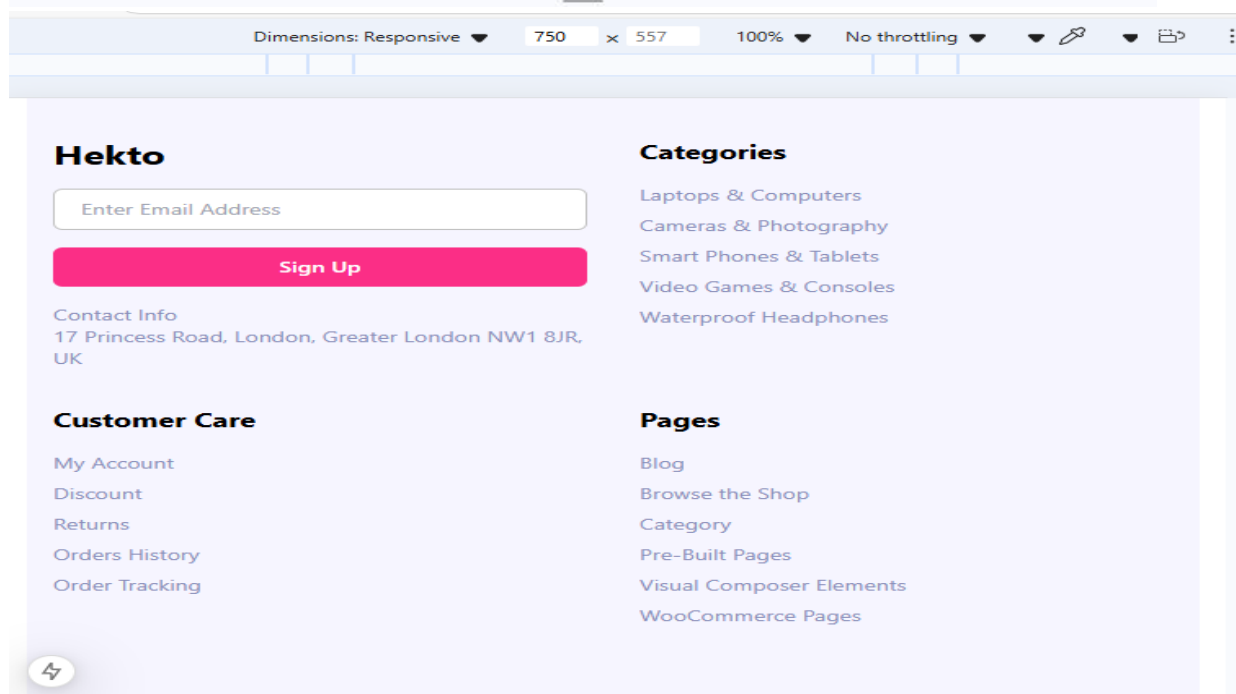 Dimensions: Responsive 750 x 557 100% No throttling
Hekto
Enter Email Address
Sign Up
Contact Info
17 Princess Road, London, Greater London NW1 8JR,
UK
Categories
Laptops & Computers
Cameras & Photography
Smart Phones & Tablets
Video Games & Consoles
Waterproof Headphones
Customer Care
My Account
Discount
Returns
Orders History
Order Tracking
Pages
Blog
Browse the Shop
Category
Pre-Built Pages
Visual Composer Elements
WooCommerce Pages